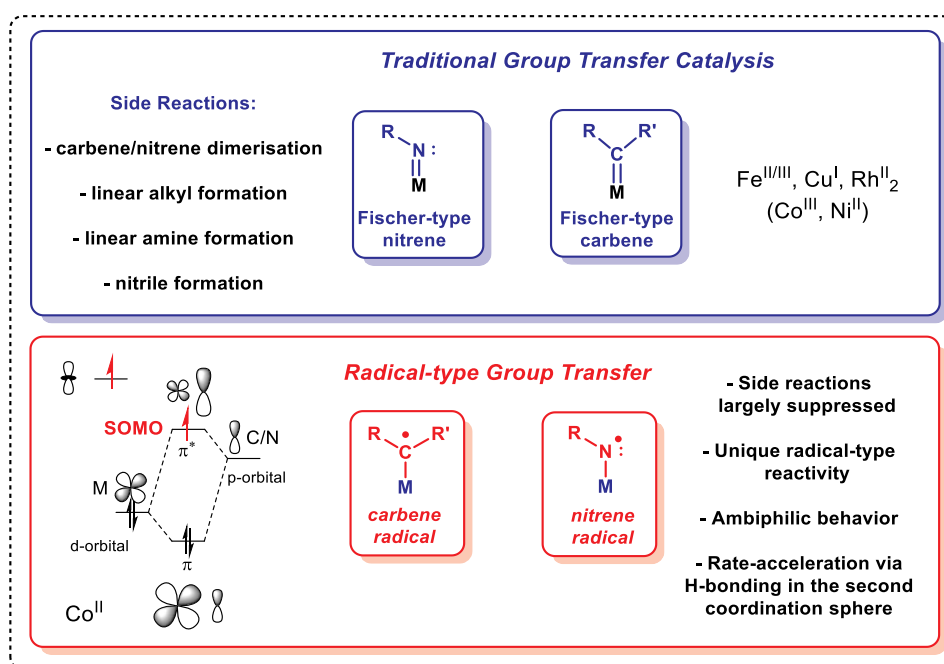 Traditional Group Transfer Catalysis
Side Reactions:
- carbene/nitrene dimerisation
- linear alkyl formation
- linear amine formation
- nitrile formation
R
N:
M
Fischer-type
nitrene
R R'
C
M
Fischer-type
carbene
Fe^{II/III}, Cu^{I}, Rh^{II}_{2}
(Co^{III}, Ni^{II})
Radical-type Group Transfer
SOMO
π*
C/N
p-orbital
M
d-orbital
π
Co^{II}
R R'
C
M
carbene
radical
R
N:
M
nitrene
radical
- Side reactions
largely suppressed
- Unique radical-type
reactivity
- Ambiphilic behavior
- Rate-acceleration via
H-bonding in the second
coordination sphere